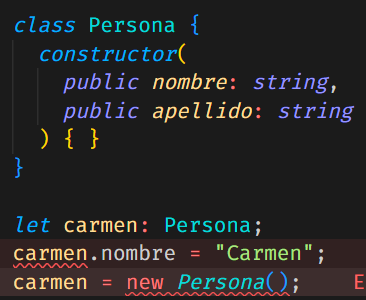 class Persona {
constructor(
public nombre: string,
public apellido: string
) { }
}
let carmen: Persona;
carmen.nombre = "Carmen";
carmen = new Persona(); E